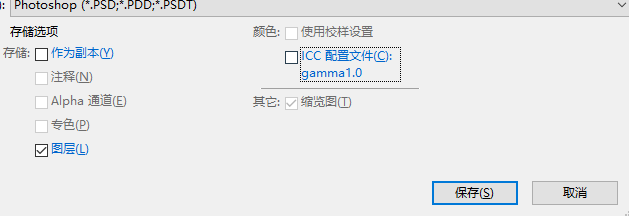 Photoshop (*.PSD;*.PDD;*.PSDT)
存储选项
存储: 作为副本(Y)
注释(N)
Alpha 通道(E)
专色(P)
图层(L)
颜色: 使用校样设置
ICC 配置文件(C):
gamma1.0
其它: 缩览图(T)
保存(S)
取消